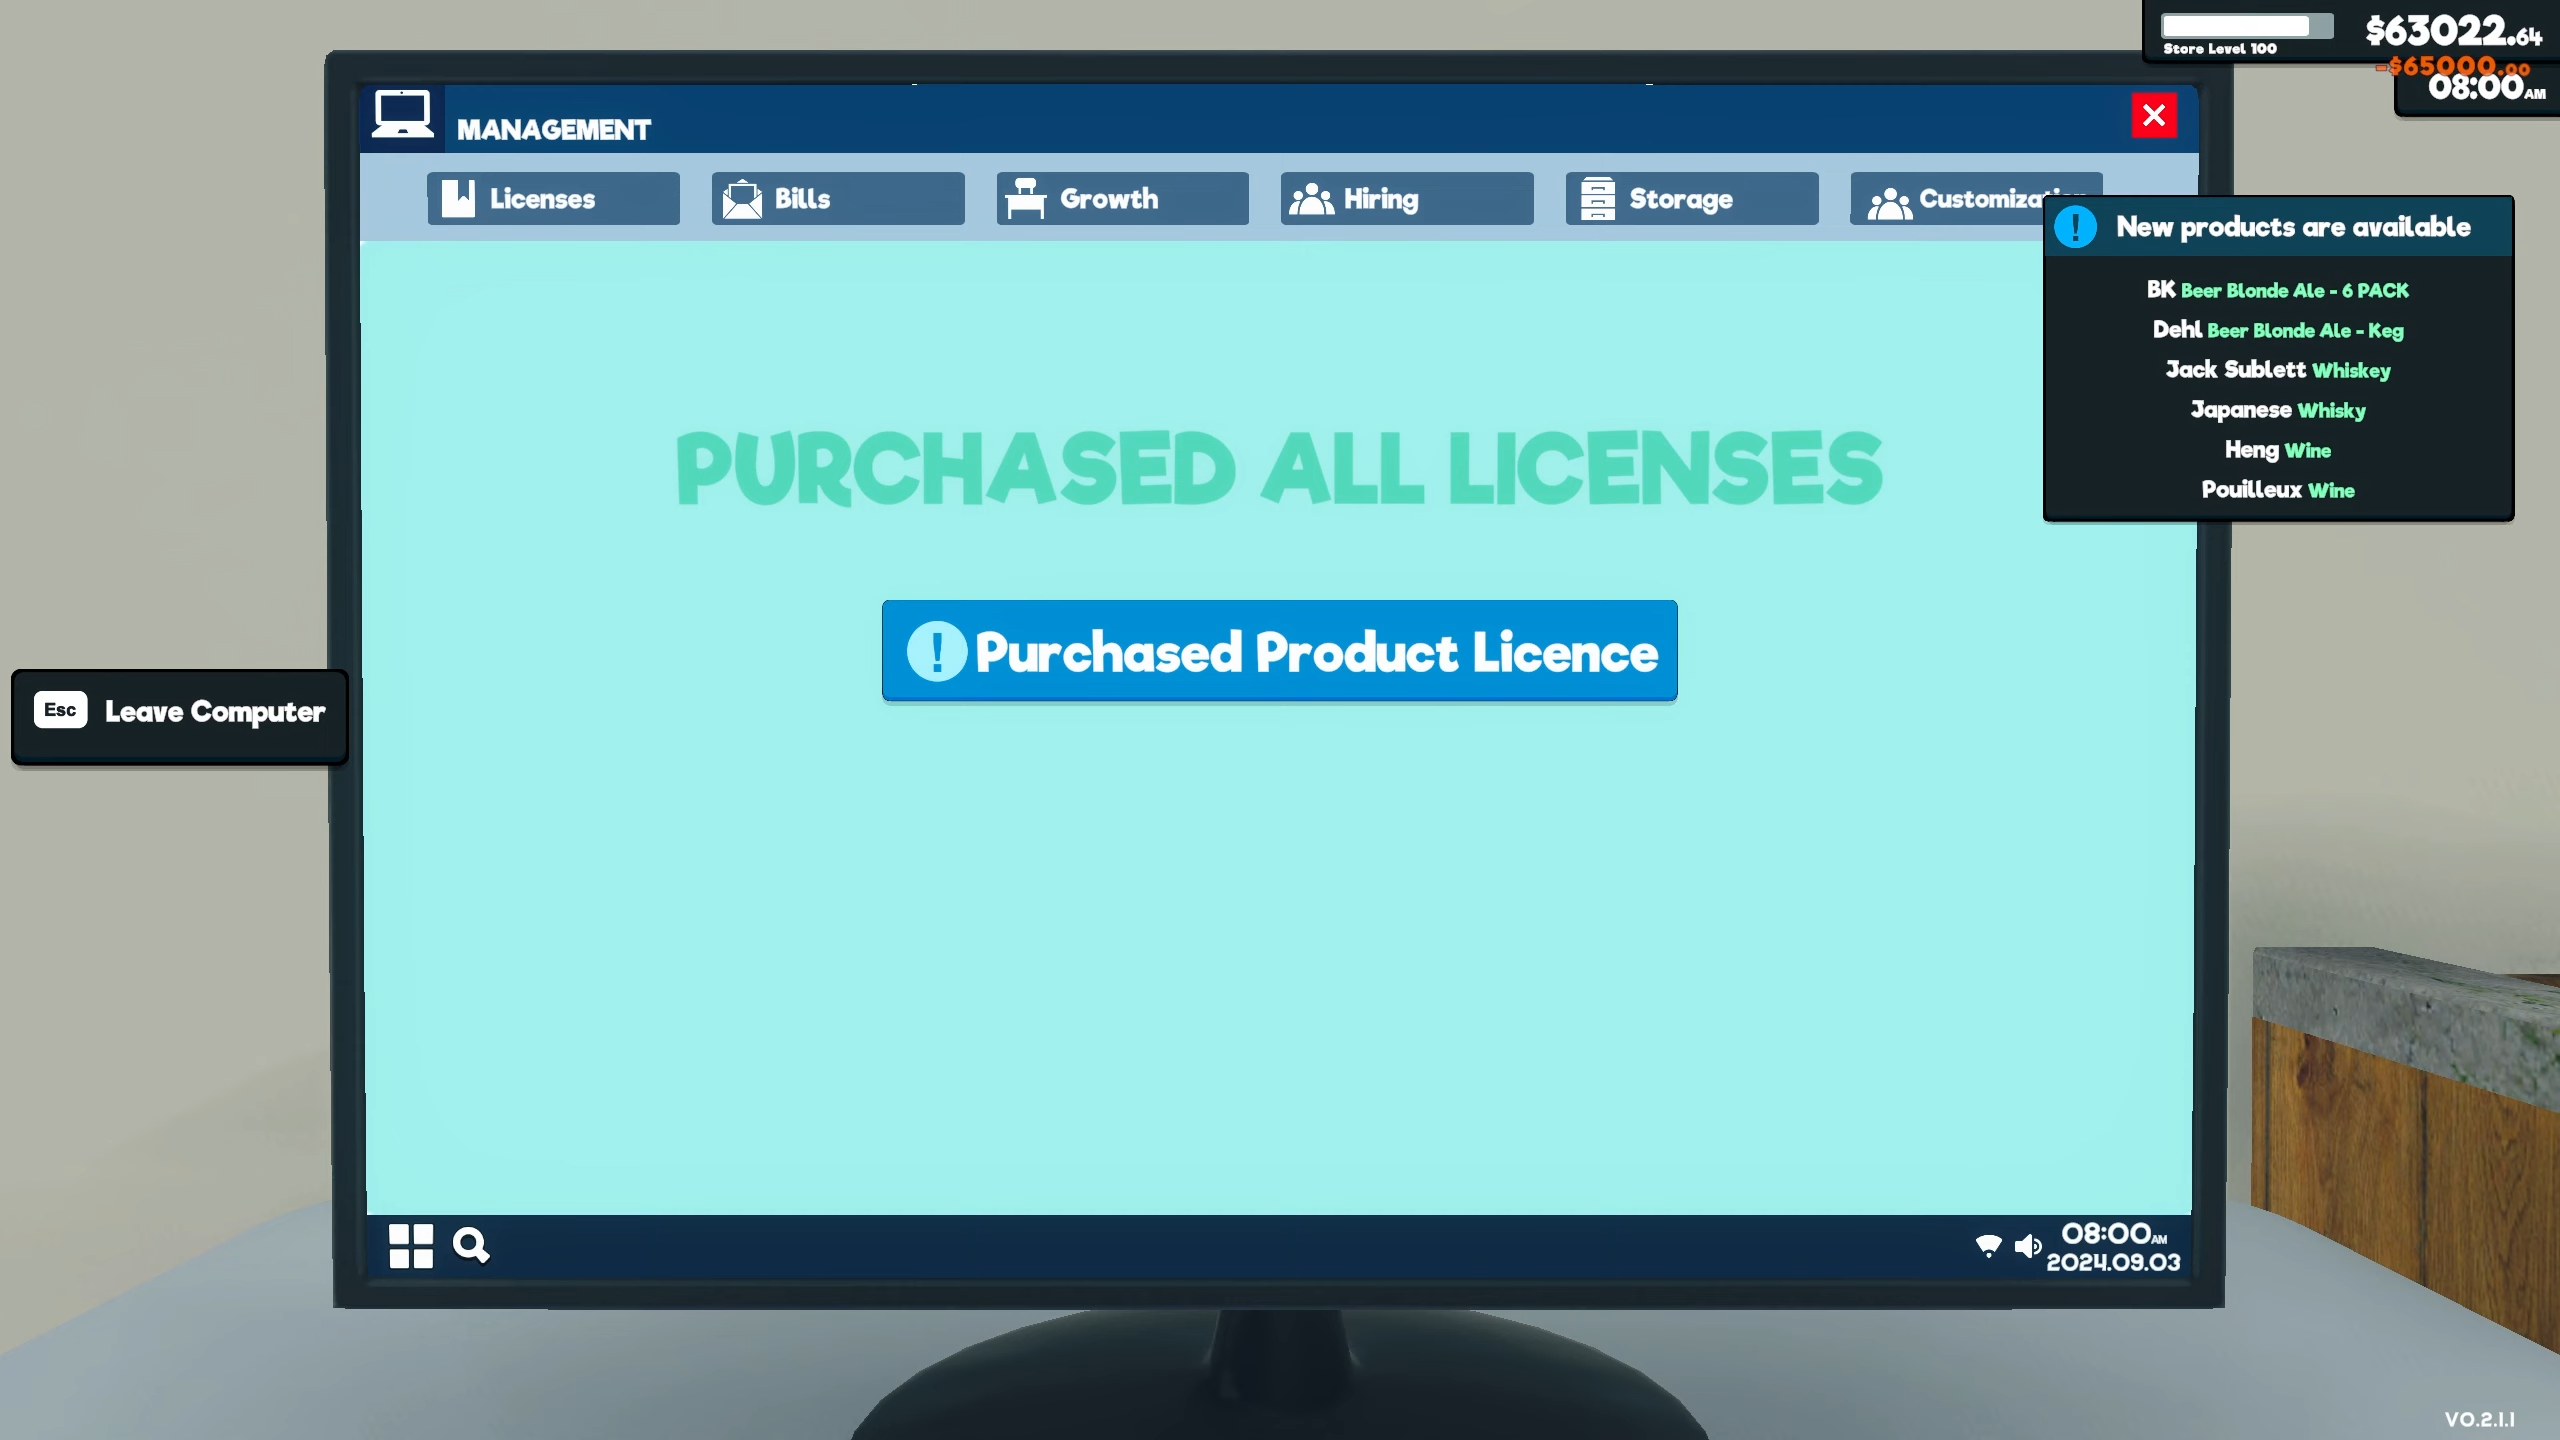 $63022.64
Store Level 100
-$65000.00
08:00AM
MANAGEMENT
Licenses
Bills
Growth
Hiring
Storage
New products are available
BK Beer Blonde Ale - 6 PACK
Dehl Beer Blonde Ale - Keg
Jack Sublett Whiskey
Japanese Whisky
Heng Wine
Pouilleux Wine
PURCHASED ALL LICENSES
! Purchased Product Licence
Esc Leave Computer
08:00AM
2024.09.03
V0.2.1.1